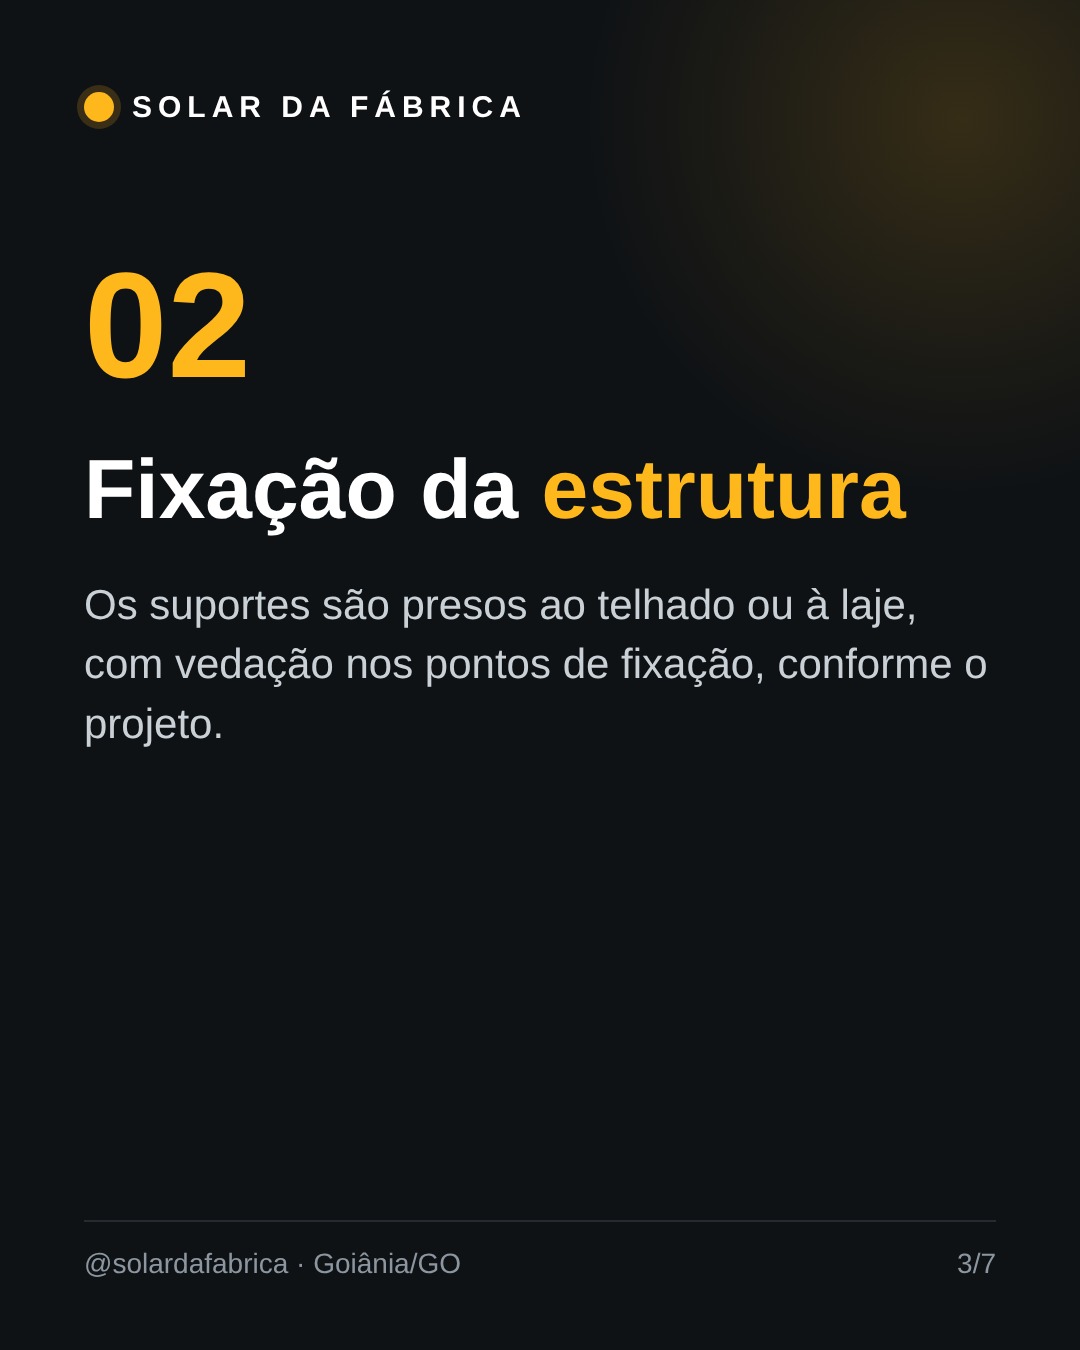 SOLAR DA FÁBRICA
02
Fixação da estrutura
Os suportes são presos ao telhado ou à laje,
com vedação nos pontos de fixação, conforme o
projeto.
@solardafabrica · Goiânia/GO
3/7